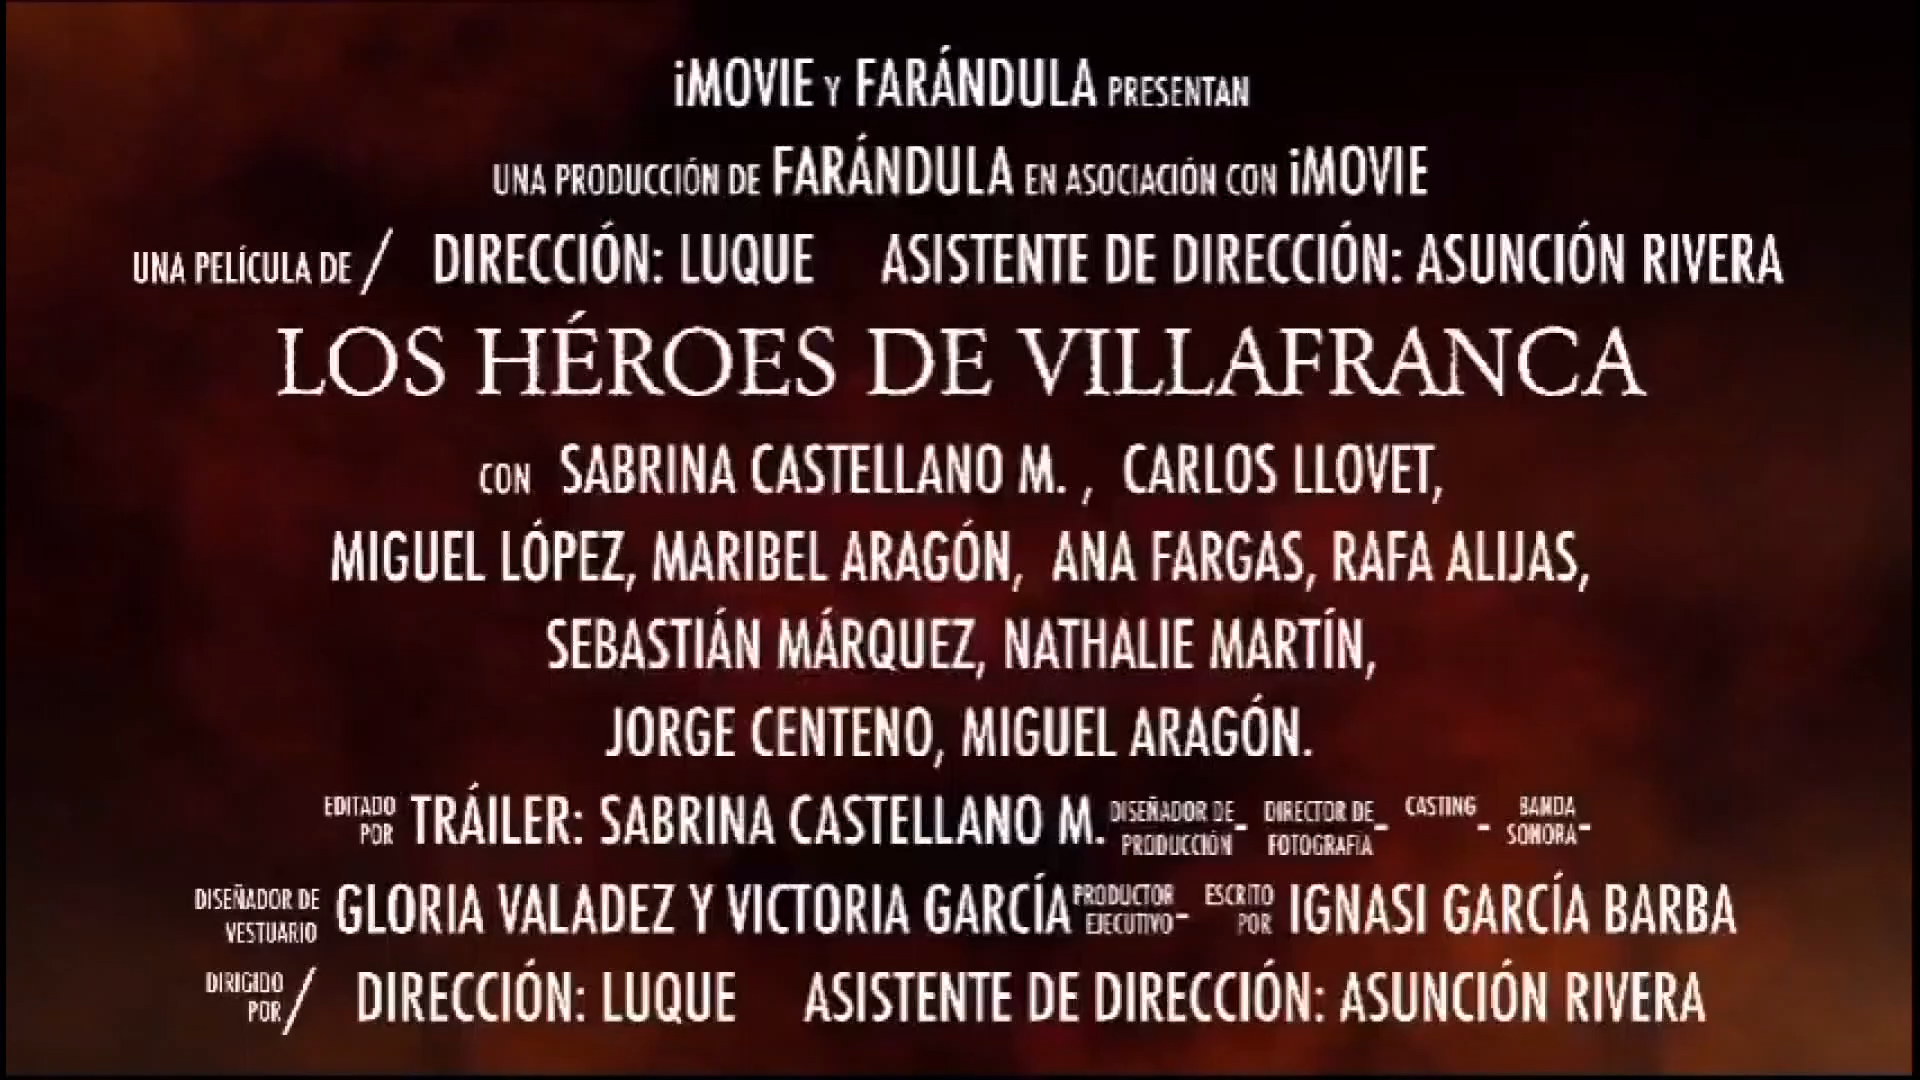 iMOVIE Y FARÁNDULA PRESENTAN
UNA PRODUCCIÓN DE FARÁNDULA EN ASOCIACIÓN CON iMOVIE
UNA PELÍCULA DE / DIRECCIÓN: LUQUE ASISTENTE DE DIRECCIÓN: ASUNCIÓN RIVERA
LOS HÉROES DE VILLAFRANCA
CON SABRINA CASTELLANO M. , CARLOS LLOVET,
MIGUEL LÓPEZ, MARIBEL ARAGÓN, ANA FARGAS, RAFA ALIJAS,
SEBASTIÁN MÁRQUEZ, NATHALIE MARTÍN,
JORGE CENTENO, MIGUEL ARAGÓN.
EDITADO POR TRÁILER: SABRINA CASTELLANO M. DISEÑADOR DE PRODUCCIÓN - DIRECTOR DE FOTOGRAFÍA - CASTING - BANDA SONORA -
DISEÑADOR DE VESTUARIO GLORIA VALADEZ Y VICTORIA GARCÍA PRODUCTOR EJECUTIVO - ESCRITO POR IGNASI GARCÍA BARBA
DIRIGIDO POR / DIRECCIÓN: LUQUE ASISTENTE DE DIRECCIÓN: ASUNCIÓN RIVERA